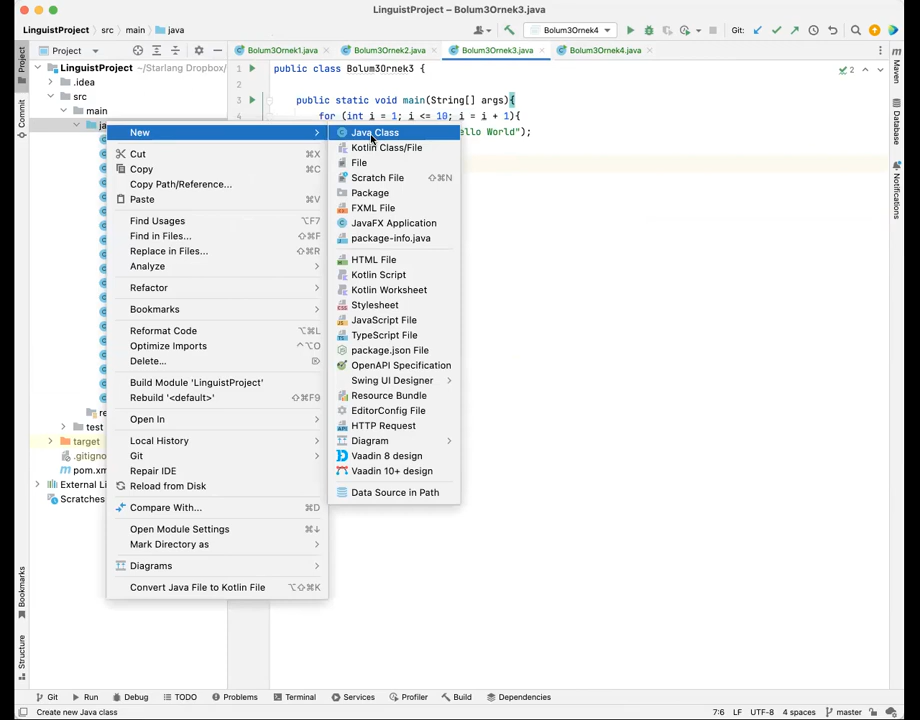 LinguistProject – Bolum3Ornek3.java
LinguistProject src main java Bolum3Ornek4 Git:
Project Bolum3Ornek1.java Bolum3Ornek2.java Bolum3Ornek3.java Bolum3Ornek4.java
Project
Commit
Bookmarks
Structure
Maven
Database
Notifications
LinguistProject ~/Starlang Dropbox/
.idea
src
main
ja
re
test
target
.gitigno
pom.xm
External Li
Scratches
1 public class Bolum3Ornek3 {
2
3 public static void main(String[] args){
4 for (int i = 1; i <= 10; i = i + 1){
ello World");
2
New
Cut ⌘X
Copy ⌘C
Copy Path/Reference...
Paste ⌘V
Find Usages ⌥F7
Find in Files... ⇧⌘F
Replace in Files... ⇧⌘R
Analyze
Refactor
Bookmarks
Reformat Code ⌥⌘L
Optimize Imports ^⌥O
Delete... ⌦
Build Module 'LinguistProject'
Rebuild '<default>' ⇧⌘F9
Open In
Local History
Git
Repair IDE
Reload from Disk
Compare With... ⌘D
Open Module Settings ⌘↓
Mark Directory as
Diagrams
Convert Java File to Kotlin File ⌥⇧⌘K
Java Class
Kotlin Class/File
File
Scratch File ⇧⌘N
Package
FXML File
JavaFX Application
package-info.java
HTML File
Kotlin Script
Kotlin Worksheet
Stylesheet
JavaScript File
TypeScript File
package.json File
OpenAPI Specification
Swing UI Designer
Resource Bundle
EditorConfig File
HTTP Request
Diagram
Vaadin 8 design
Vaadin 10+ design
Data Source in Path
Git Run Debug TODO Problems Terminal Services Profiler Build Dependencies
Create new Java class 7:6 LF UTF-8 4 spaces master